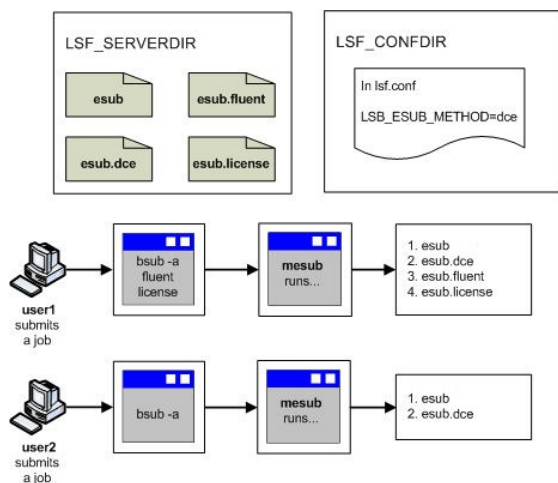 LSF_SERVERDIR
esub
esub.fluent
esub.dce
esub.license
LSF_CONFDIR
In lsf.conf
LSB_ESUB_METHOD=dce
user1
submits
a job
bsub -a
fluent
license
mesub
runs...
1. esub
2. esub.dce
3. esub.fluent
4. esub.license
user2
submits
a job
bsub -a
mesub
runs...
1. esub
2. esub.dce